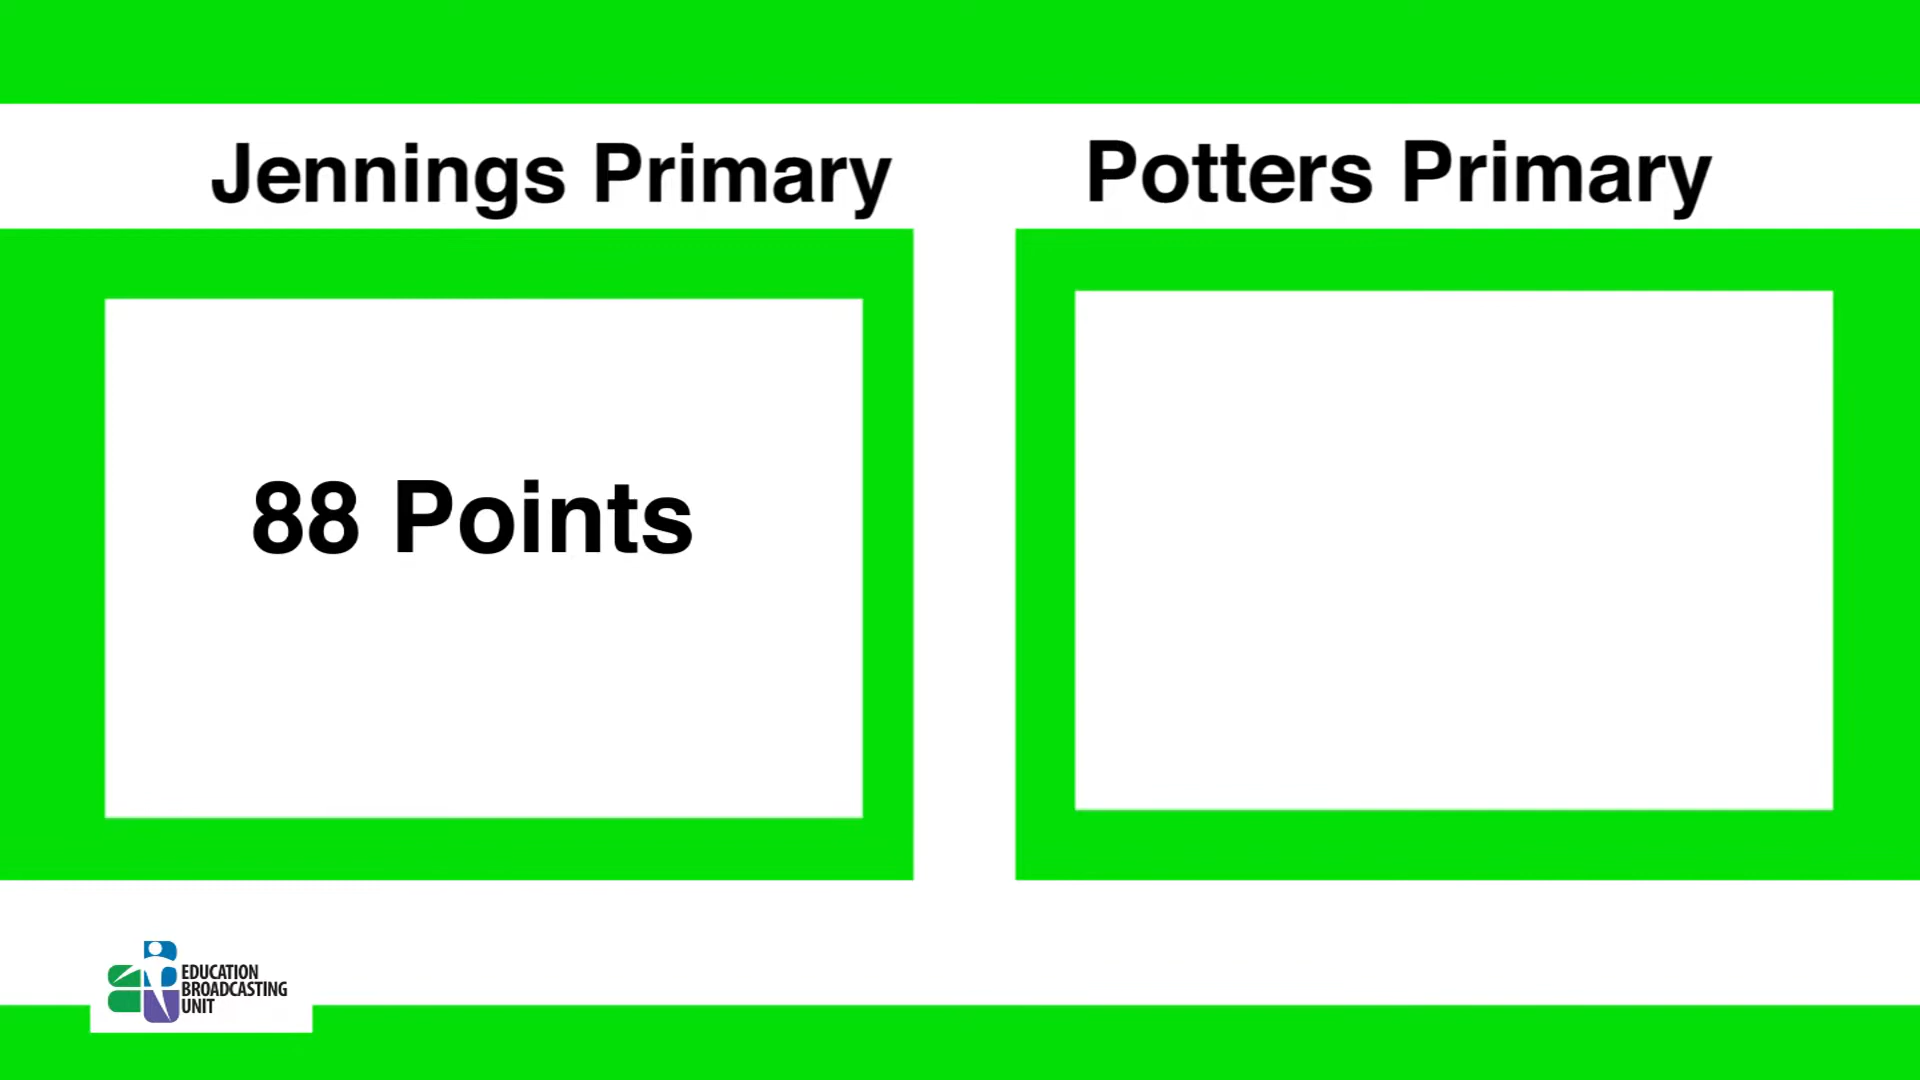 Jennings Primary
Potters Primary
88 Points
EDUCATION
BROADCASTING
UNIT